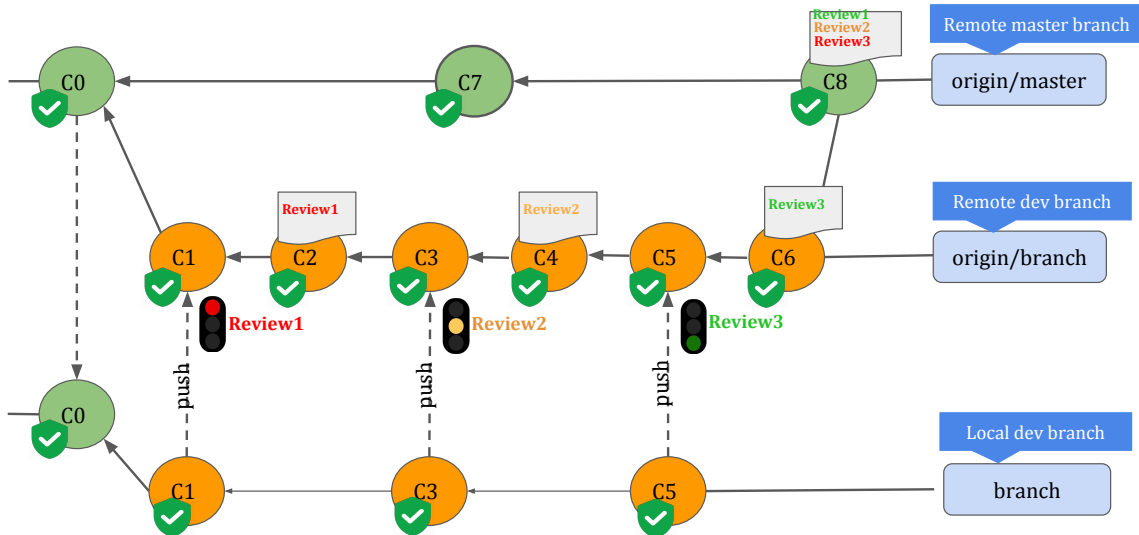 Review1
Review2
Review3
Remote master branch
C0
C7
C8
origin/master
Review1
Review2
Review3
Remote dev branch
C1
C2
C3
C4
C5
C6
origin/branch
Review1
Review2
Review3
push
push
push
C0
Local dev branch
C1
C3
C5
branch